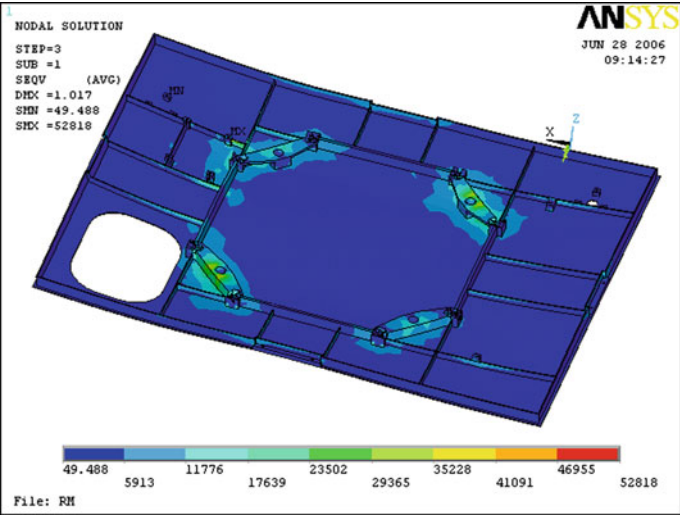 1
NODAL SOLUTION
STEP=3
SUB =1
SEQV (AVG)
DMX =1.017
SMN =49.488
SMX =52818
ANSYS
JUN 28 2006
09:14:27
MN
MX
X
Z
49.488 11776 23502 35228 46955
5913 17639 29365 41091 52818
File: RM